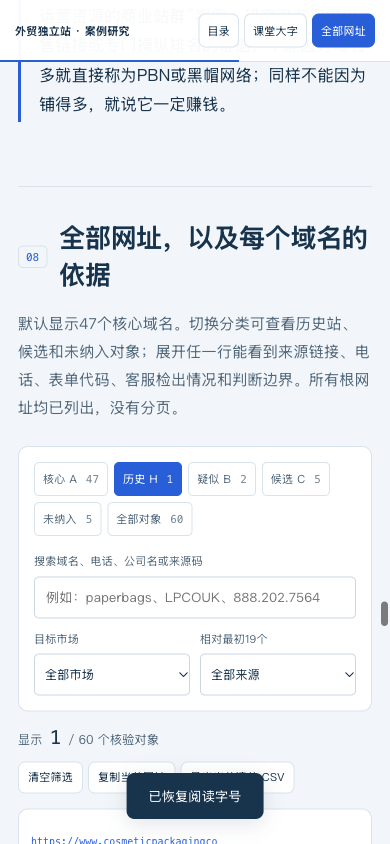 外贸独立站 · 案例研究
目录
课堂大字
全部网址
多就直接称为PBN或黑帽网络；同样不能因为
铺得多，就说它一定赚钱。
08
全部网址，以及每个域名的
依据
默认显示47个核心域名。切换分类可查看历史站、
候选和未纳入对象；展开任一行能看到来源链接、电
话、表单代码、客服检出情况和判断边界。所有根网
址均已列出，没有分页。
核心 A 47
历史 H 1
疑似 B 2
候选 C 5
未纳入 5
全部对象 60
搜索域名、电话、公司名或来源码
例如：paperbags、LPCOUK、888.202.7564
目标市场
相对最初19个
全部市场
全部来源
显示 1 / 60 个核验对象
清空筛选
复制当
CSV
已恢复阅读字号
https://www.cosmeticpackagingco